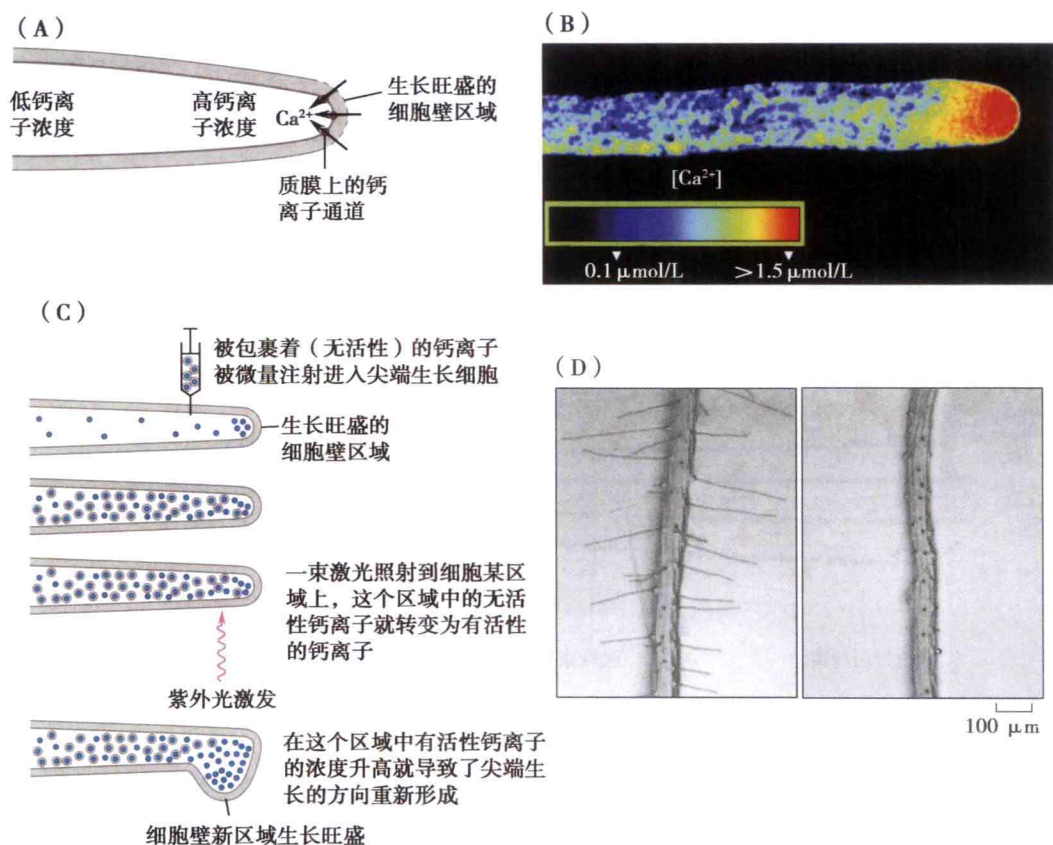 (A)
低钙离
子浓度
高钙离
子浓度
Ca²⁺
生长旺盛的
细胞壁区域
质膜上的钙
离子通道
(B)
[Ca²⁺]
0.1 μmol/L
>1.5 μmol/L
(C)
被包裹着（无活性）的钙离子
被微量注射进入尖端生长细胞
生长旺盛的
细胞壁区域
一束激光照射到细胞某区
域上，这个区域中的无活
性钙离子就转变为有活性
的钙离子
紫外光激发
在这个区域中有活性钙离子
的浓度升高就导致了尖端生
长的方向重新形成
细胞壁新区域生长旺盛
(D)
100 μm